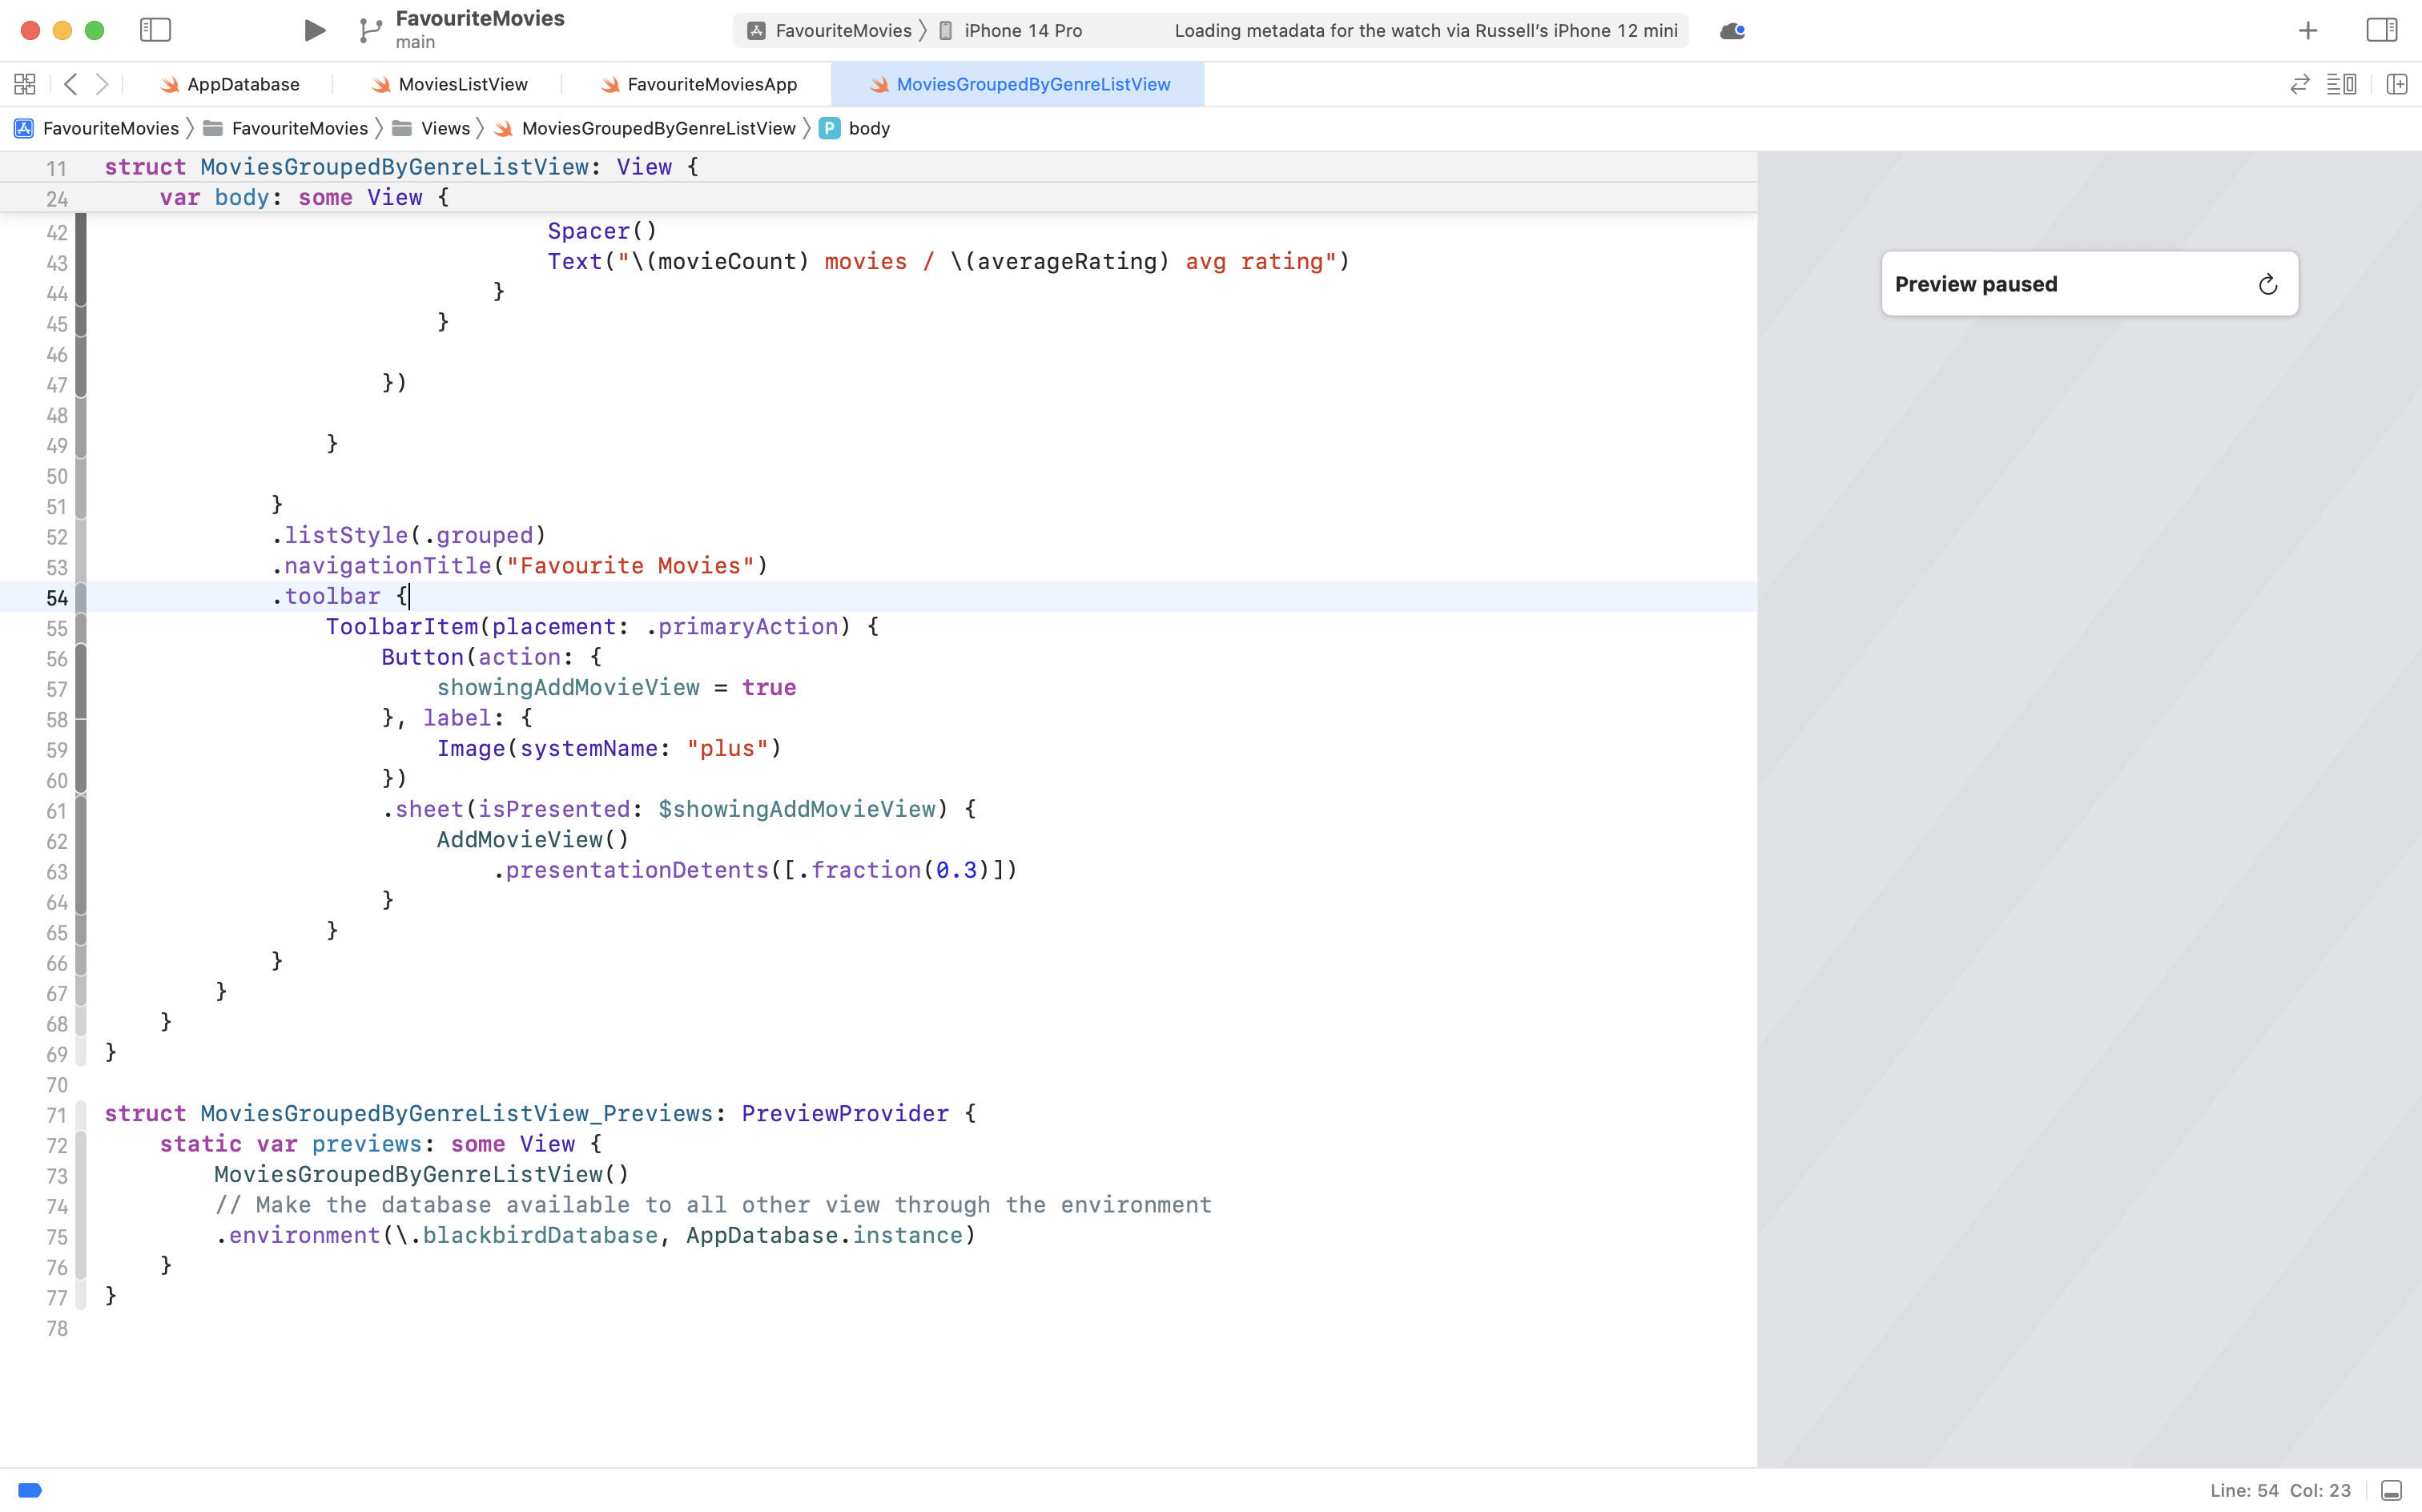 FavouriteMovies
main
FavouriteMovies iPhone 14 Pro Loading metadata for the watch via Russell's iPhone 12 mini
AppDatabase MoviesListView FavouriteMoviesApp MoviesGroupedByGenreListView
FavouriteMovies FavouriteMovies Views MoviesGroupedByGenreListView P body
11 struct MoviesGroupedByGenreListView: View {
24     var body: some View {
42                                 Spacer()
43                                 Text("\(movieCount) movies / \(averageRating) avg rating")
44                             }
45                         }
46
47                     })
48
49                 }
50
51             }
52             .listStyle(.grouped)
53             .navigationTitle("Favourite Movies")
54             .toolbar {
55                 ToolbarItem(placement: .primaryAction) {
56                     Button(action: {
57                         showingAddMovieView = true
58                     }, label: {
59                         Image(systemName: "plus")
60                     })
61                     .sheet(isPresented: $showingAddMovieView) {
62                         AddMovieView()
63                             .presentationDetents([.fraction(0.3)])
64                     }
65                 }
66             }
67         }
68     }
69 }
70
71 struct MoviesGroupedByGenreListView_Previews: PreviewProvider {
72     static var previews: some View {
73         MoviesGroupedByGenreListView()
74         // Make the database available to all other view through the environment
75         .environment(\.blackbirdDatabase, AppDatabase.instance)
76     }
77 }
78
Preview paused
Line: 54 Col: 23